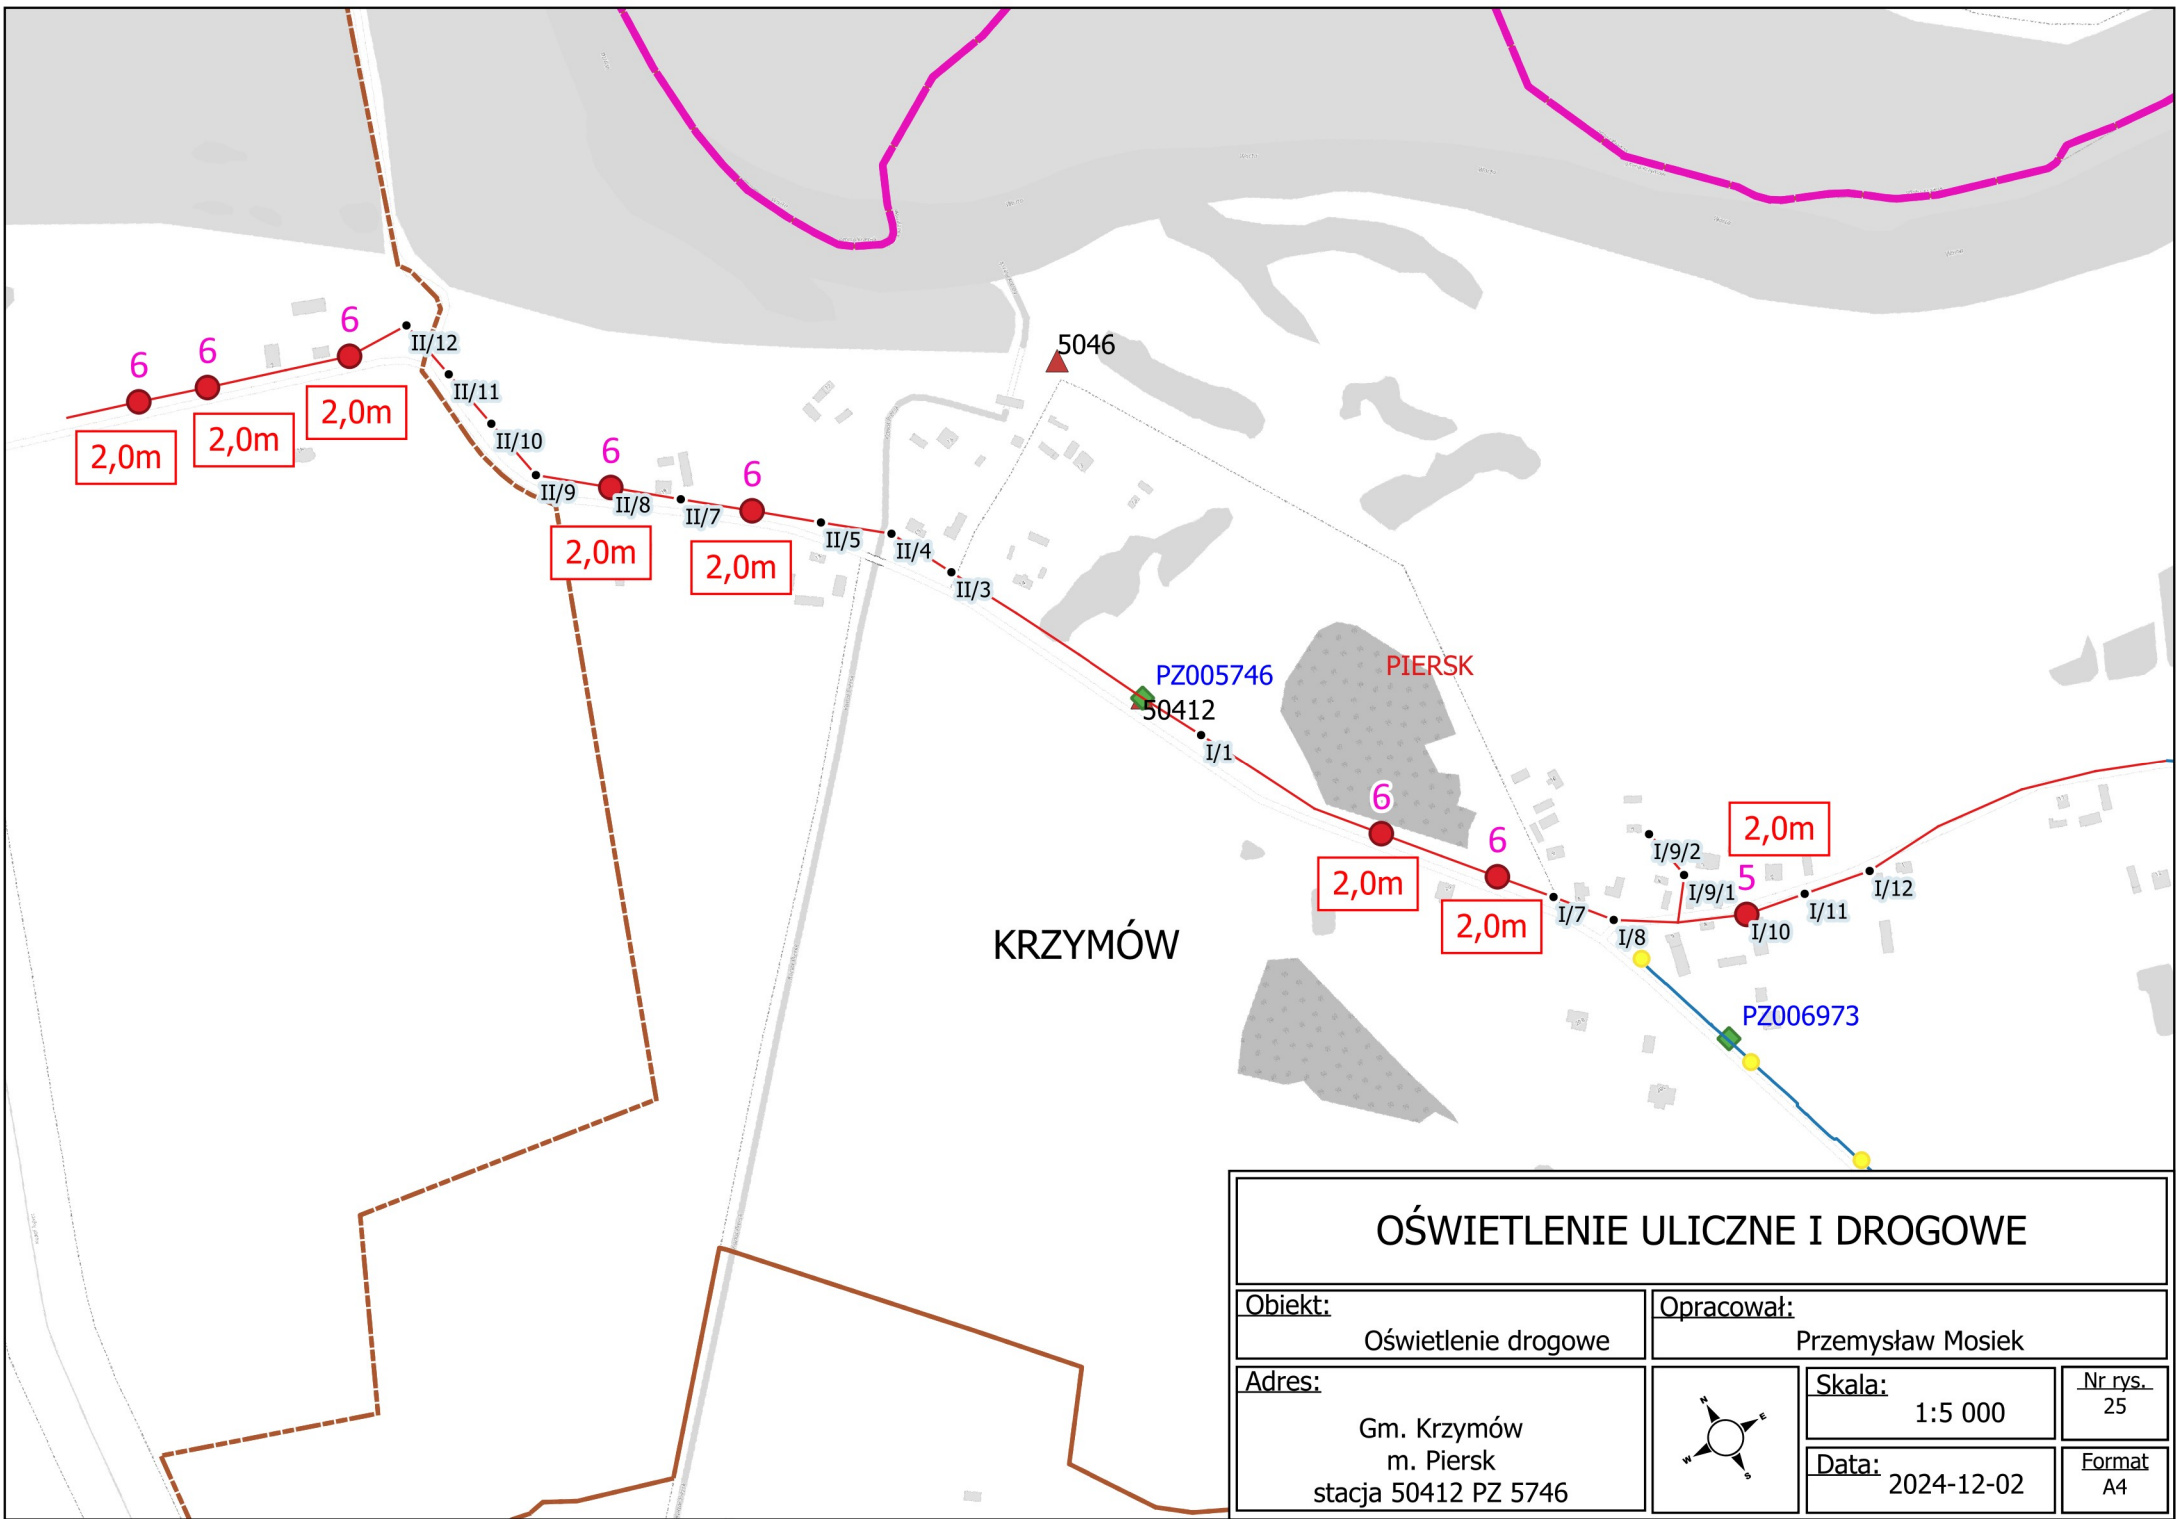 5046
6
6
6
II/12
II/11
II/10
2,0m
2,0m
2,0m
6
6
II/9
II/8
II/7
II/5
II/4
II/3
2,0m
2,0m
PZ005746
50412
PIERSK
I/1
6
6
2,0m
2,0m
2,0m
I/9/2
I/9/1
5
I/12
I/11
I/10
I/7
I/8
KRZYMÓW
PZ006973
OŚWIETLENIE ULICZNE I DROGOWE
Obiekt:
Oświetlenie drogowe
Opracował:
Przemysław Mosiek
Adres:
Gm. Krzymów
m. Piersk
stacja 50412 PZ 5746
N
E
W
S
Skala:
1:5 000
Nr rys.
25
Data:
2024-12-02
Format
A4